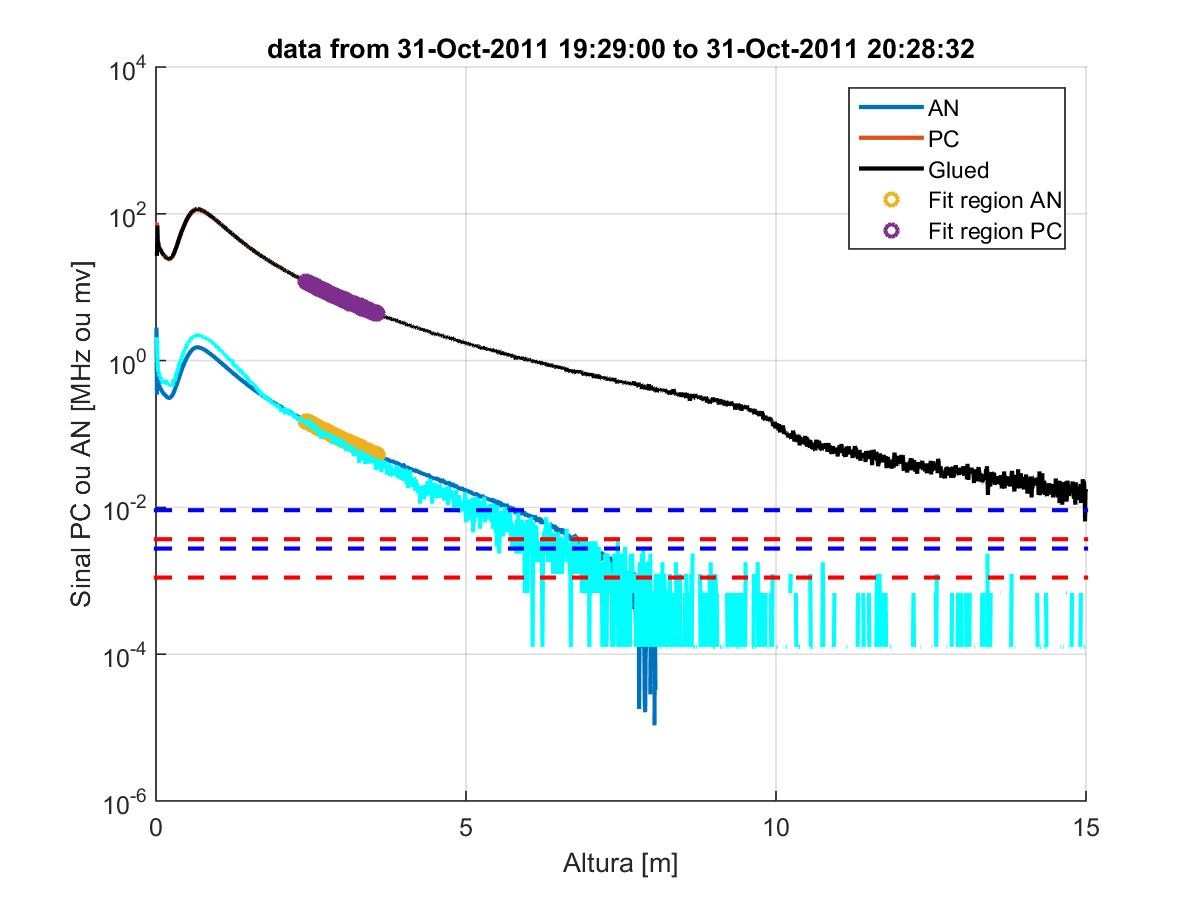 data from 31-Oct-2011 19:29:00 to 31-Oct-2011 20:28:32
AN
PC
Glued
Fit region AN
Fit region PC
Sinal PC ou AN [MHz ou mv]
10^4
10^2
10^0
10^-2
10^-4
10^-6
0 5 10 15
Altura [m]